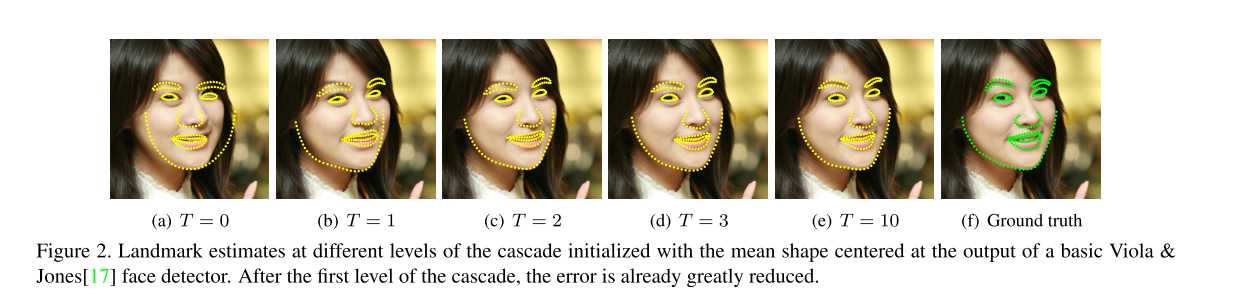 (a) T = 0 (b) T = 1 (c) T = 2 (d) T = 3 (e) T = 10 (f) Ground truth
Figure 2. Landmark estimates at different levels of the cascade initialized with the mean shape centered at the output of a basic Viola &
Jones[17] face detector. After the first level of the cascade, the error is already greatly reduced.